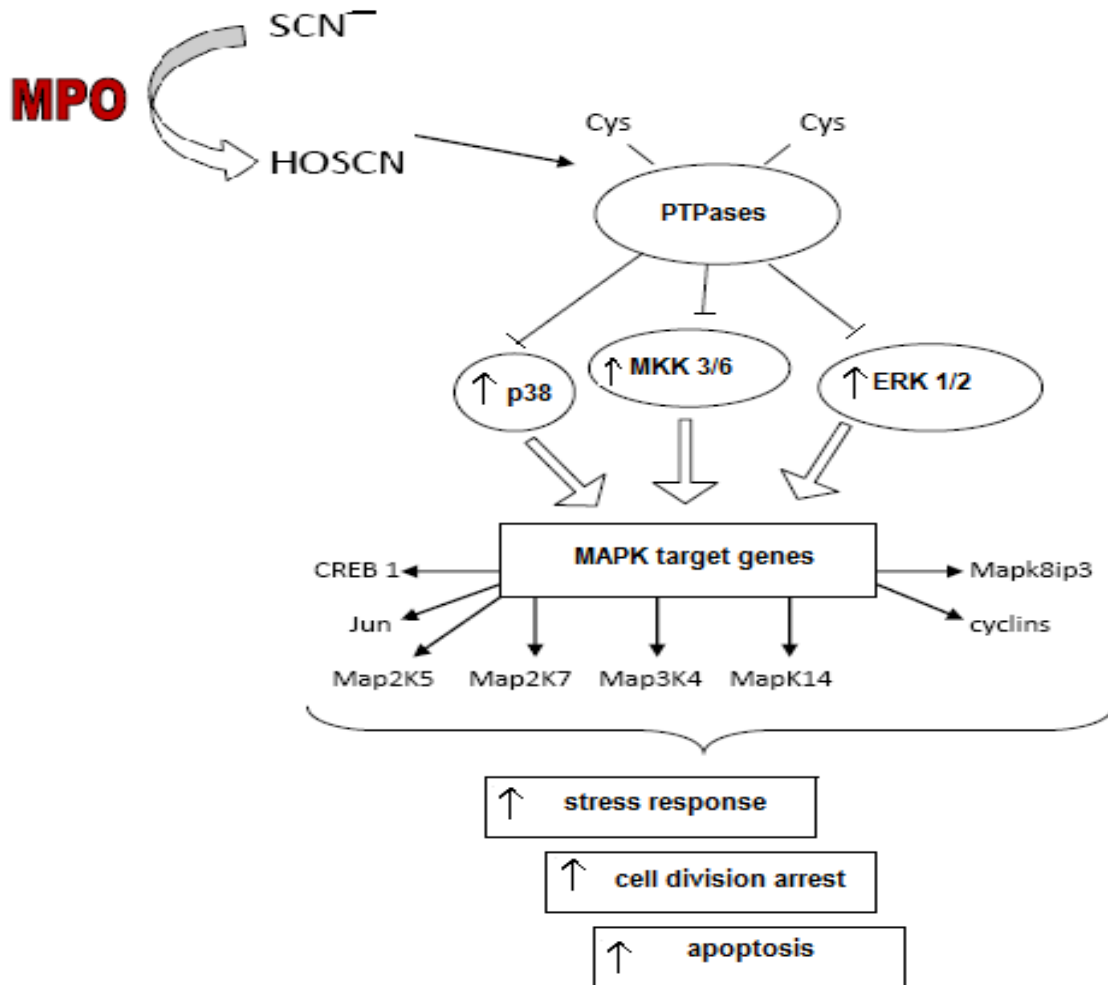 SCN⁻
MPO
HOSCN
Cys
Cys
PTPases
↑ p38
↑ MKK 3/6
↑ ERK 1/2
MAPK target genes
CREB 1
Mapk8ip3
Jun
cyclins
Map2K5
Map2K7
Map3K4
MapK14
↑ stress response
↑ cell division arrest
↑ apoptosis